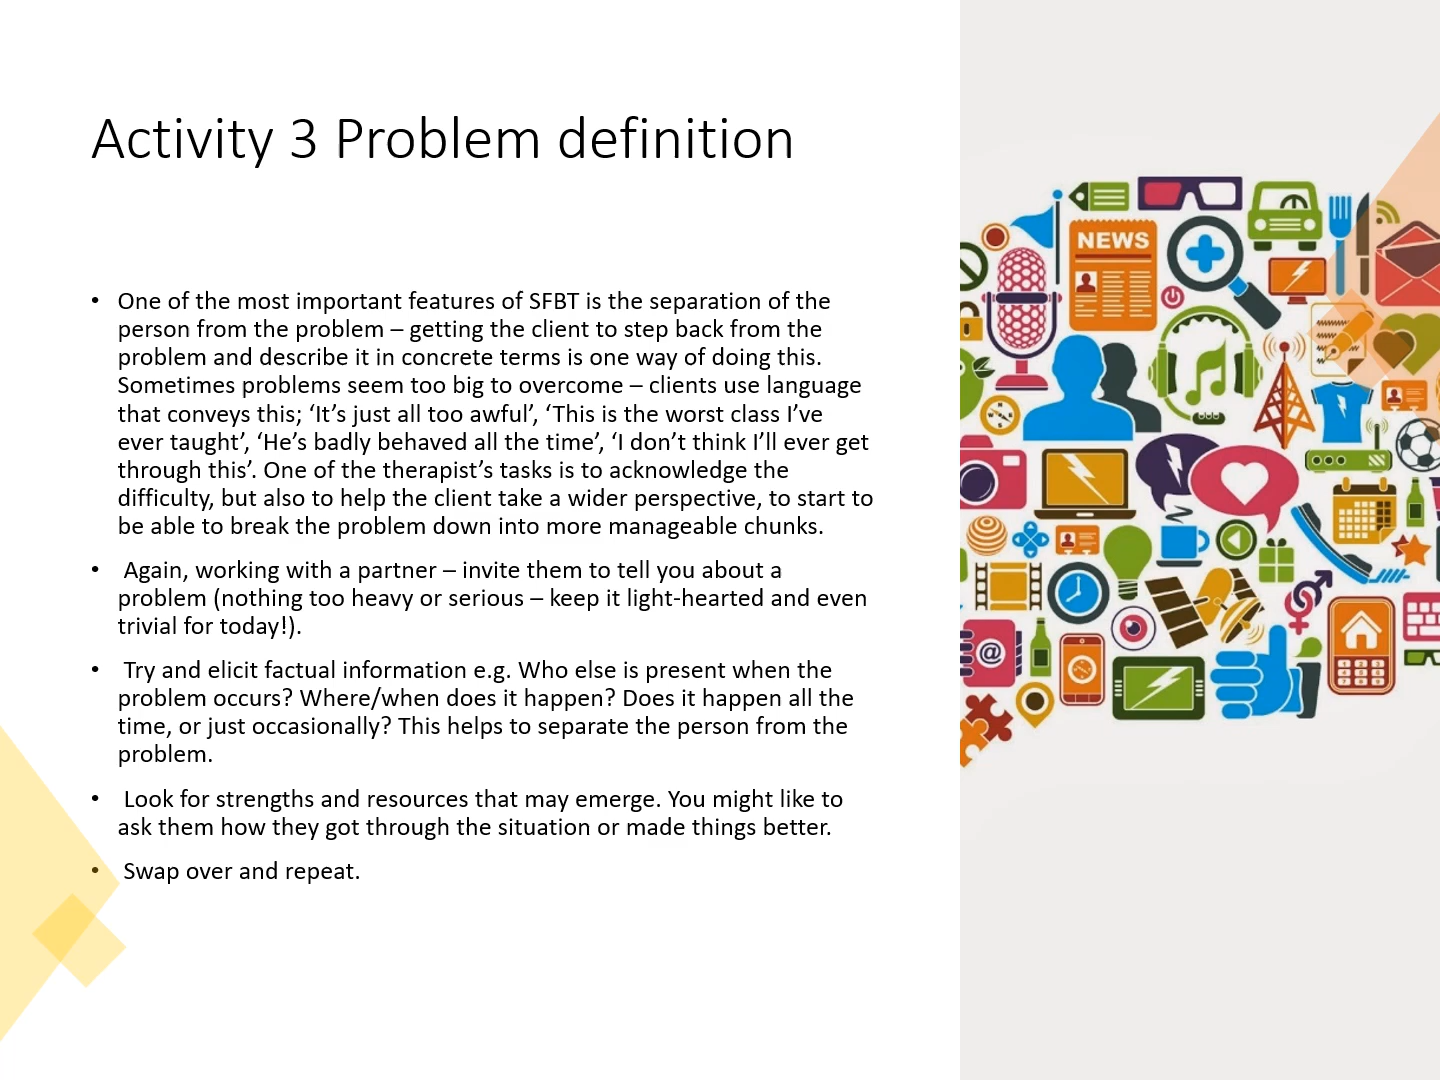 Activity 3 Problem definition
• One of the most important features of SFBT is the separation of the
person from the problem – getting the client to step back from the
problem and describe it in concrete terms is one way of doing this.
Sometimes problems seem too big to overcome – clients use language
that conveys this; ‘It’s just all too awful’, ‘This is the worst class I’ve
ever taught’, ‘He’s badly behaved all the time’, ‘I don’t think I’ll ever get
through this’. One of the therapist’s tasks is to acknowledge the
difficulty, but also to help the client take a wider perspective, to start to
be able to break the problem down into more manageable chunks.
• Again, working with a partner – invite them to tell you about a
problem (nothing too heavy or serious – keep it light-hearted and even
trivial for today!).
• Try and elicit factual information e.g. Who else is present when the
problem occurs? Where/when does it happen? Does it happen all the
time, or just occasionally? This helps to separate the person from the
problem.
• Look for strengths and resources that may emerge. You might like to
ask them how they got through the situation or made things better.
• Swap over and repeat.
NEWS
@